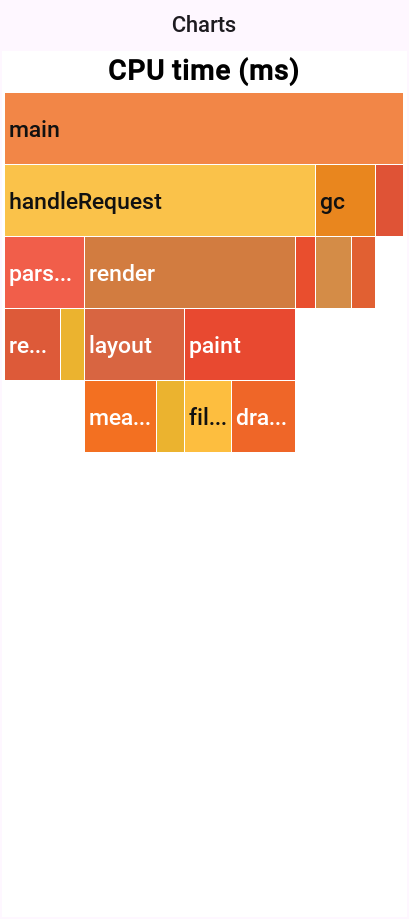 Charts
CPU time (ms)
main
handleRequest
gc
pars...
render
re...
layout
paint
mea...
fil...
dra...